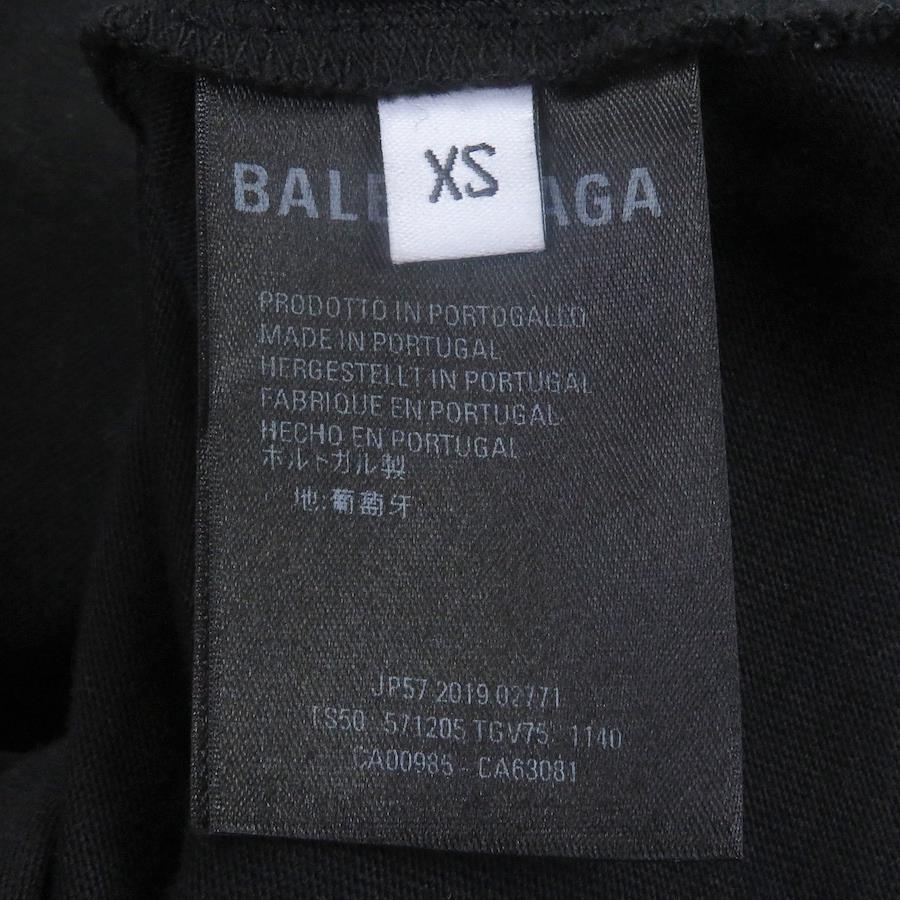 XS
BALE AGA
PRODOTTO IN PORTOGALLO
MADE IN PORTUGAL
HERGESTELLT IN PORTUGAL
FABRIQUE EN PORTUGAL
HECHO EN PORTUGAL
ポルトガル製
地:葡萄牙
JP57 2019 02771
TS50 571205 TGV75 1140
CA00985 - CA63081